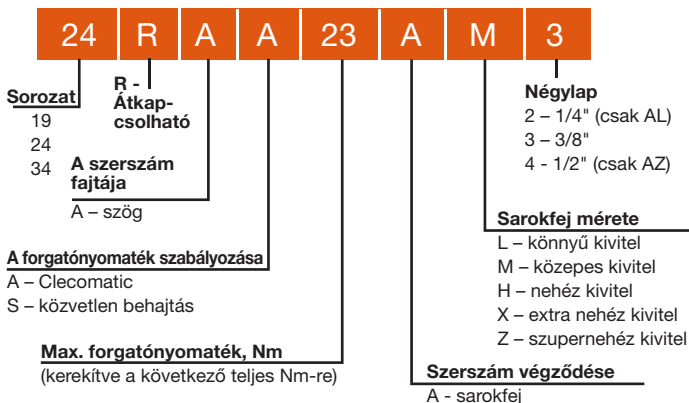 24 R A A 23 A M 3
Sorozat
19
24
34
R -
Átkap-
csolható
A szerszám
fajtája
A – szög
A forgatónyomaték szabályozása
A – Clecomatic
S – közvetlen behajtás
Max. forgatónyomaték, Nm
(kerekítve a következő teljes Nm-re)
Négylap
2 – 1/4" (csak AL)
3 – 3/8"
4 - 1/2" (csak AZ)
Sarokfej mérete
L – könnyű kivitel
M – közepes kivitel
H – nehéz kivitel
X – extra nehéz kivitel
Z – szupernehéz kivitel
Szerszám végződése
A - sarokfej